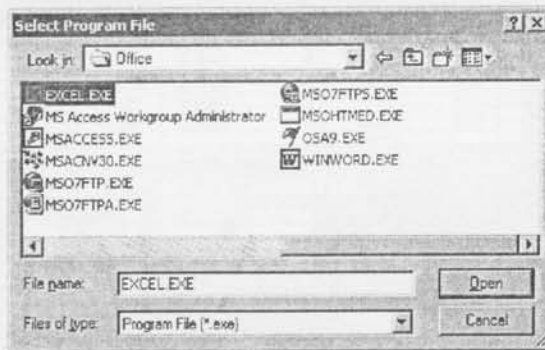 Select Program File
Look in: Office
EXCEL.EXE
MS Access Workgroup Administrator
MSACCESS.EXE
MSACNV30.EXE
MSO7FTP.EXE
MSO7FTPA.EXE
MSO7FTPS.EXE
MSOHTMED.EXE
OSA9.EXE
WINWORD.EXE
File name: EXCEL.EXE
Open
Files of type: Program File (*.exe)
Cancel